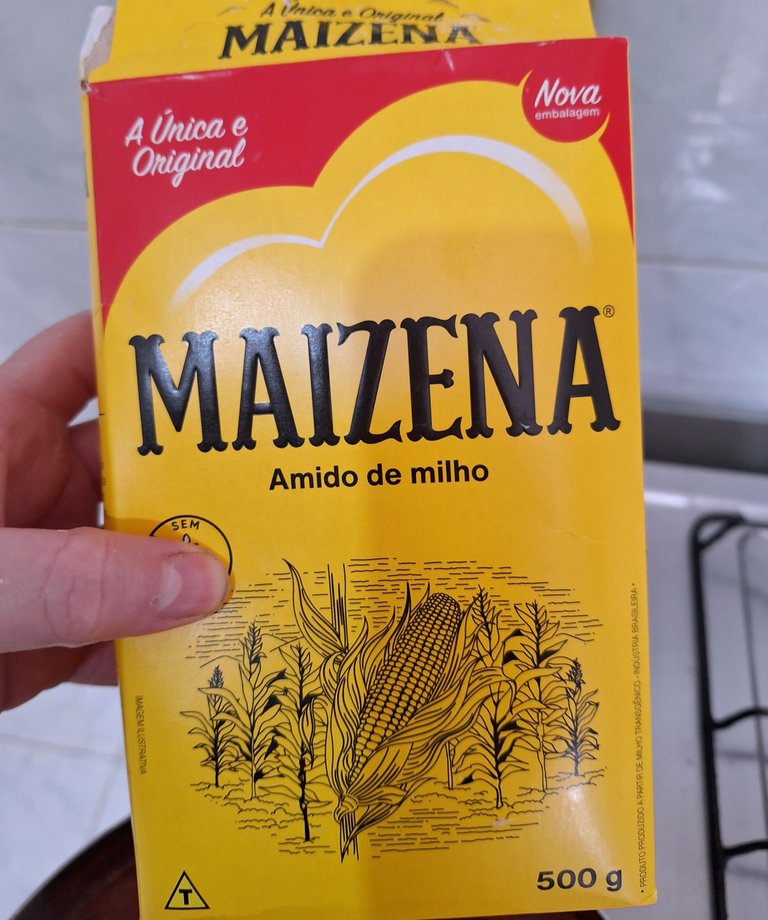 A Única e Original
MAIZENA
A Única e
Original
Nova
embalagem
MAIZENA®
Amido de milho
SEM
IMAGEM ILUSTRATIVA
• PRODUTO PRODUZIDO A PARTIR DE MILHO TRANSGÊNICO - INDÚSTRIA BRASILEIRA •
T
500 g